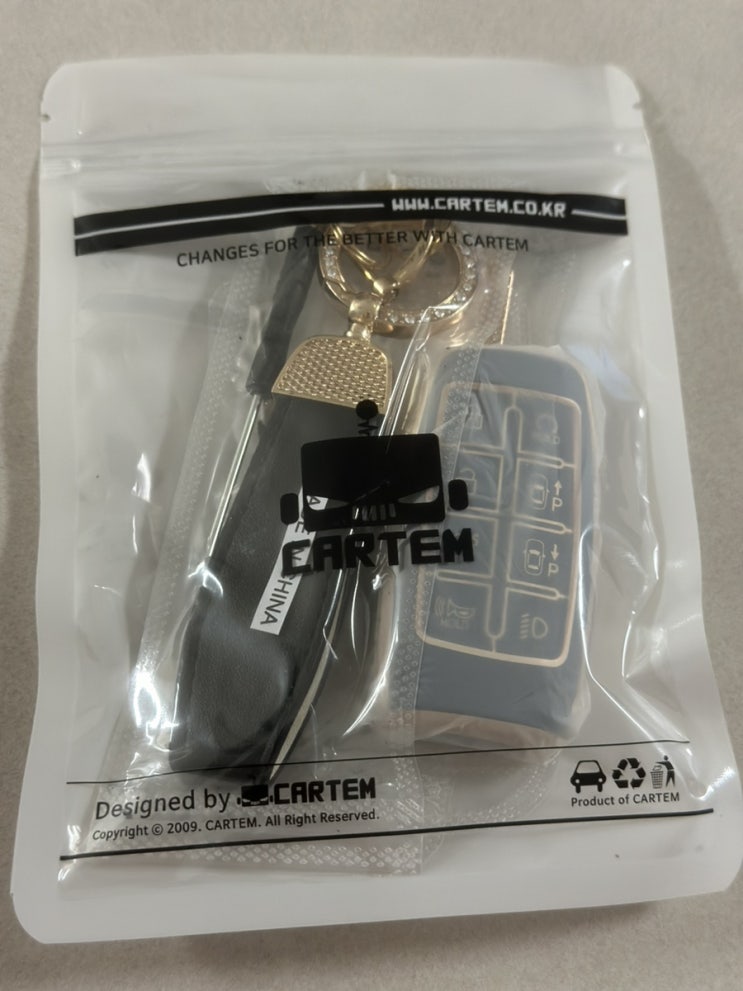 WWW.CARTEM.CO.KR
CHANGES FOR THE BETTER WITH CARTEM
CARTEM
CHINA
P
P
HOLD
Designed by CARTEM
Copyright © 2009. CARTEM. All Right Reserved.
Product of CARTEM